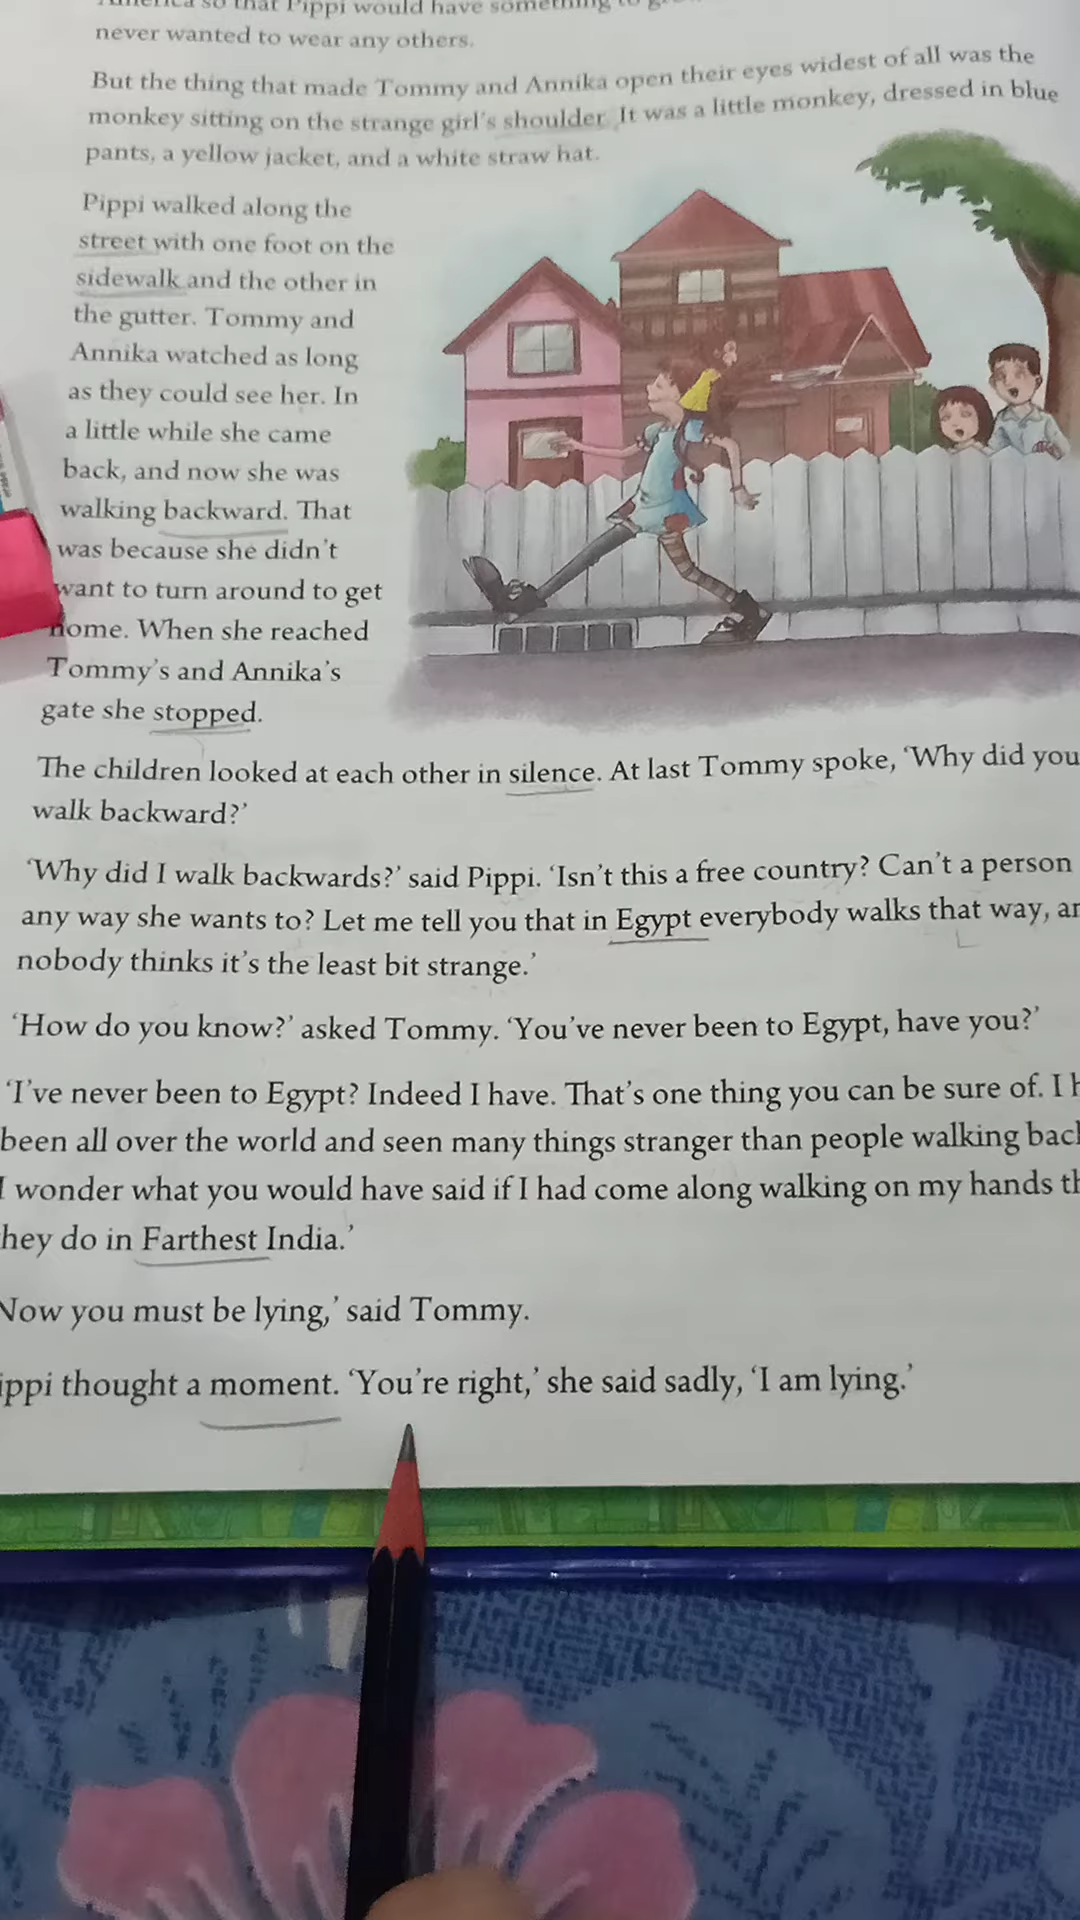 America so that Pippi would have something to
never wanted to wear any others.
But the thing that made Tommy and Annika open their eyes widest of all was the
monkey sitting on the strange girl's shoulder. It was a little monkey, dressed in blue
pants, a yellow jacket, and a white straw hat.
Pippi walked along the
street with one foot on the
sidewalk and the other in
the gutter. Tommy and
Annika watched as long
as they could see her. In
a little while she came
back, and now she was
walking backward. That
was because she didn't
want to turn around to get
home. When she reached
Tommy's and Annika's
gate she stopped.
The children looked at each other in silence. At last Tommy spoke, 'Why did you
walk backward?'
'Why did I walk backwards?' said Pippi. 'Isn't this a free country? Can't a person
any way she wants to? Let me tell you that in Egypt everybody walks that way,
nobody thinks it's the least bit strange.'
'How do you know?' asked Tommy. 'You've never been to Egypt, have you?'
'I've never been to Egypt? Indeed I have. That's one thing you can be sure of. I
been all over the world and seen many things stranger than people walking
I wonder what you would have said if I had come along walking on my hands
they do in Farthest India.'
Now you must be lying,' said Tommy.
ippi thought a moment. 'You're right,' she said sadly, 'I am lying.'